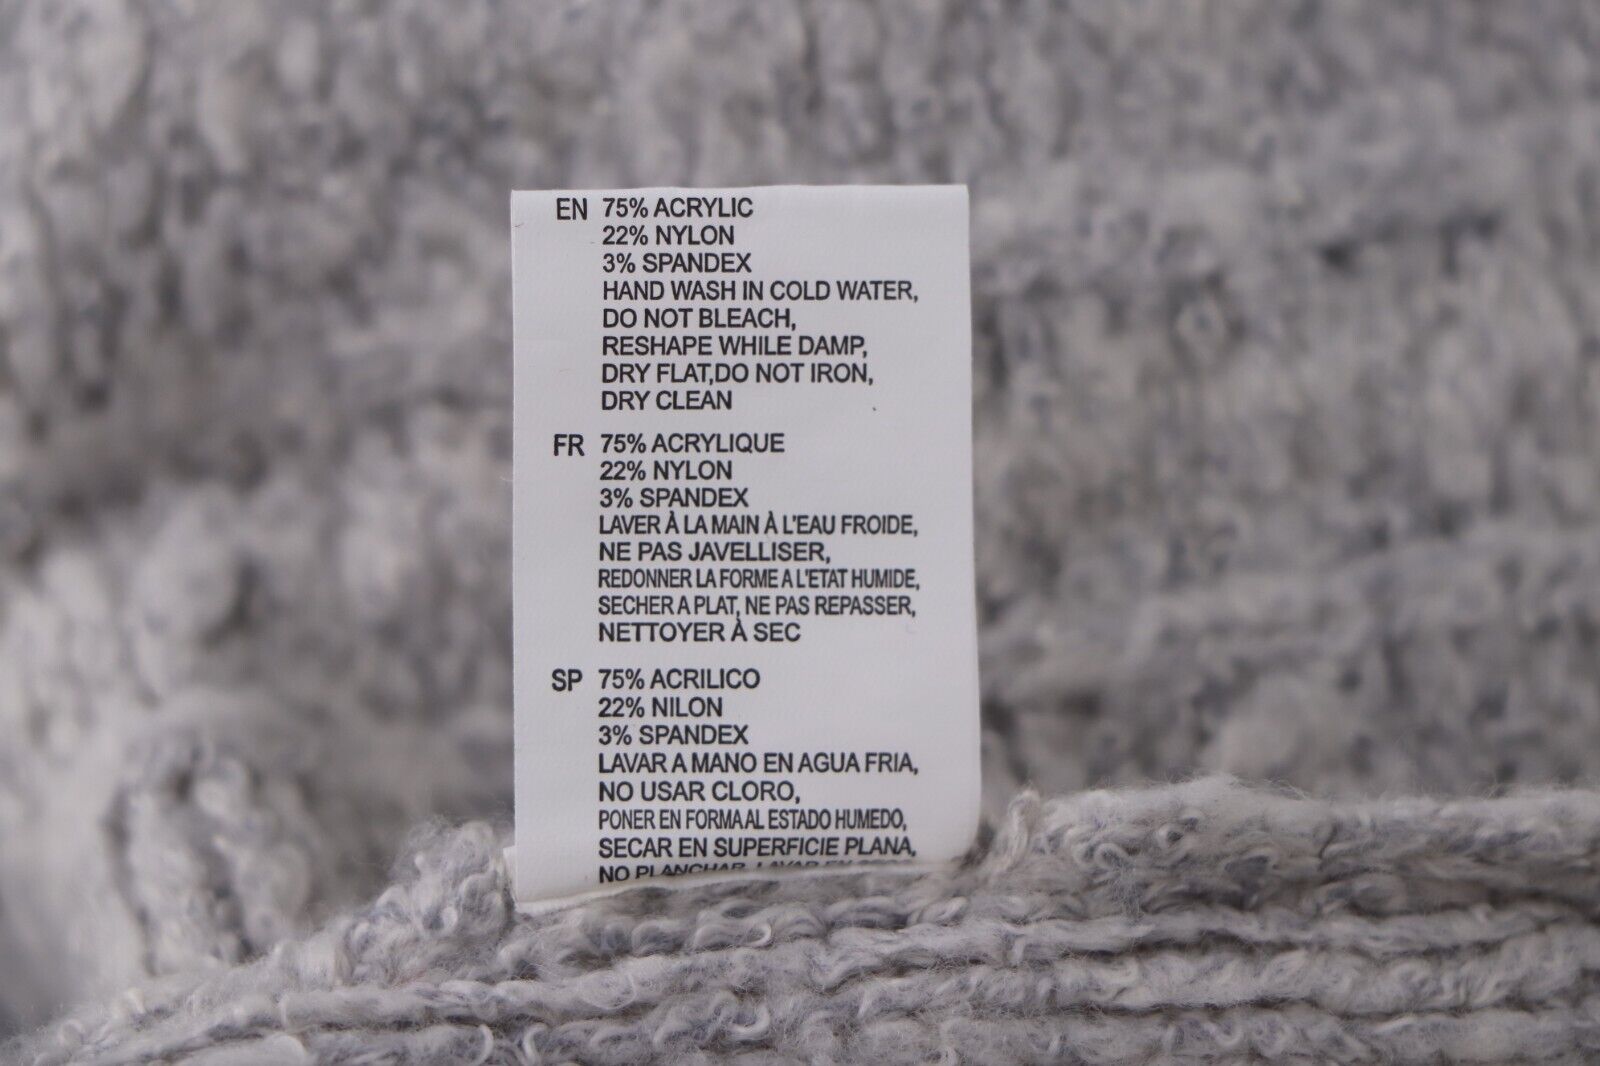 EN 75% ACRYLIC
22% NYLON
3% SPANDEX
HAND WASH IN COLD WATER,
DO NOT BLEACH,
RESHAPE WHILE DAMP,
DRY FLAT,DO NOT IRON,
DRY CLEAN
FR 75% ACRYLIQUE
22% NYLON
3% SPANDEX
LAVER À LA MAIN À L'EAU FROIDE,
NE PAS JAVELLISER,
REDONNER LA FORME A L'ETAT HUMIDE,
SECHER A PLAT, NE PAS REPASSER,
NETTOYER À SEC
SP 75% ACRILICO
22% NILON
3% SPANDEX
LAVAR A MANO EN AGUA FRIA,
NO USAR CLORO,
PONER EN FORMA AL ESTADO HUMEDO,
SECAR EN SUPERFICIE PLANA,
NO PLANCHAR, LAVAR EN